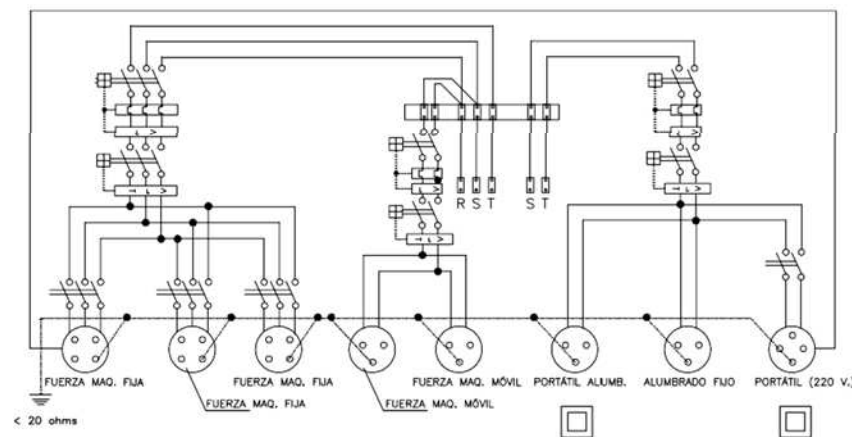 R S T S T
FUERZA MAQ. FIJA FUERZA MAQ. FIJA FUERZA MAQ. MÓVIL PORTÁTIL ALIUMB. ALUMBRADO FIJO PORTÁTIL (220 V.)
FUERZA MAQ. FIJA FUERZA MAQ. MÓVIL
< 20 ohms